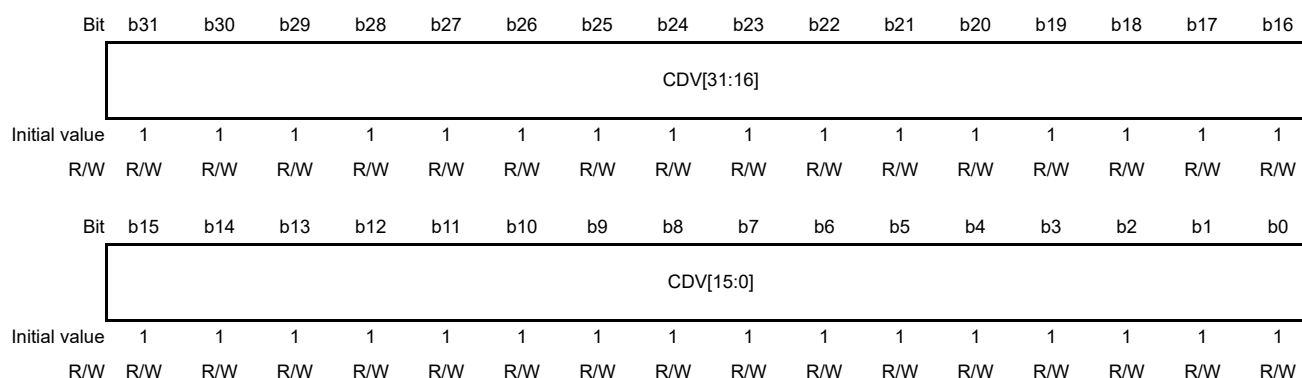 Bit b31 b30 b29 b28 b27 b26 b25 b24 b23 b22 b21 b20 b19 b18 b17 b16
CDV[31:16]
Initial value 1 1 1 1 1 1 1 1 1 1 1 1 1 1 1 1
R/W R/W R/W R/W R/W R/W R/W R/W R/W R/W R/W R/W R/W R/W R/W R/W R/W
Bit b15 b14 b13 b12 b11 b10 b9 b8 b7 b6 b5 b4 b3 b2 b1 b0
CDV[15:0]
Initial value 1 1 1 1 1 1 1 1 1 1 1 1 1 1 1 1
R/W R/W R/W R/W R/W R/W R/W R/W R/W R/W R/W R/W R/W R/W R/W R/W R/W